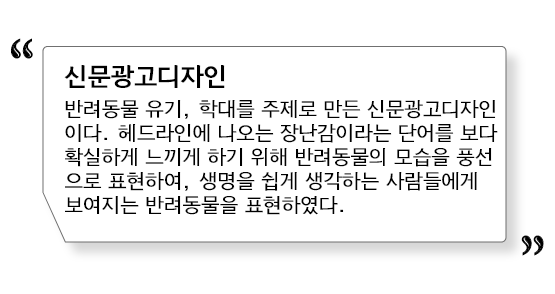 “
신문광고디자인
반려동물 유기, 학대를 주제로 만든 신문광고디자인
이다. 헤드라인에 나오는 장난감이라는 단어를 보다
확실하게 느끼게 하기 위해 반려동물의 모습을 풍선
으로 표현하여, 생명을 쉽게 생각하는 사람들에게
보여지는 반려동물을 표현하였다.
”